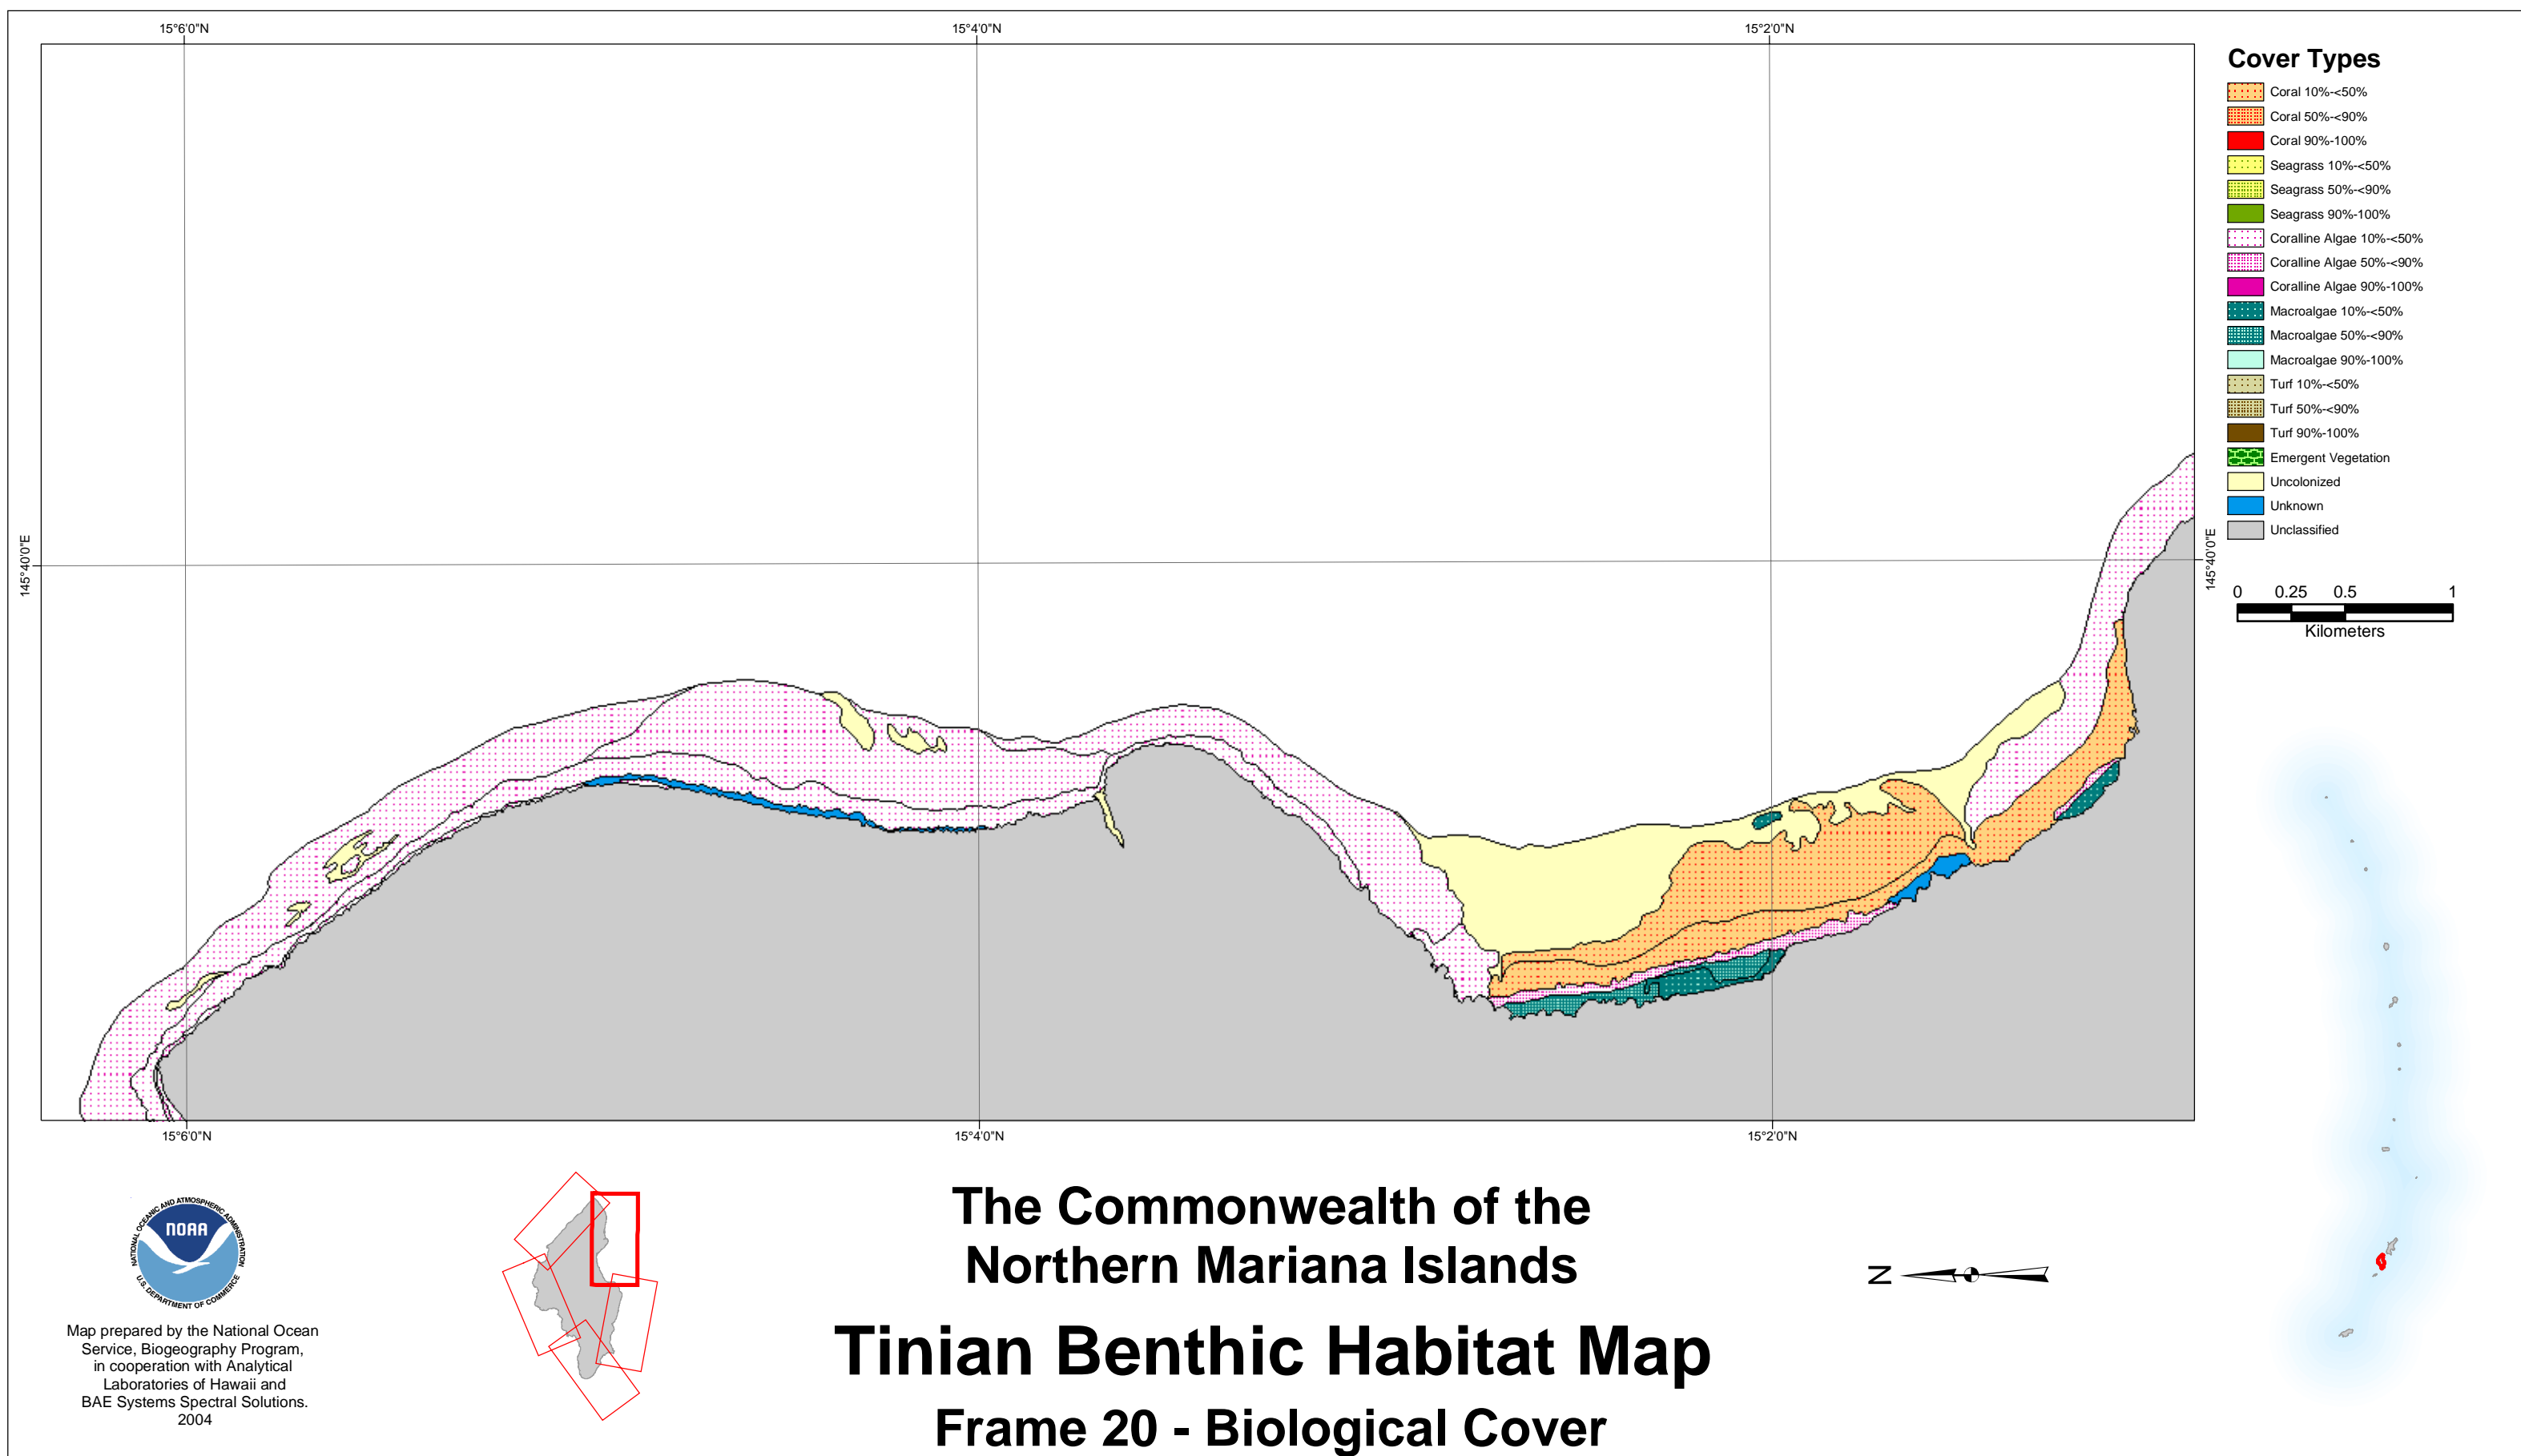 15°6'0"N
15°4'0"N
15°2'0"N
145°40'0"E
145°40'0"E
15°6'0"N
15°4'0"N
15°2'0"N
Cover Types
Coral 10%-<50%
Coral 50%-<90%
Coral 90%-100%
Seagrass 10%-<50%
Seagrass 50%-<90%
Seagrass 90%-100%
Coralline Algae 10%-<50%
Coralline Algae 50%-<90%
Coralline Algae 90%-100%
Macroalgae 10%-<50%
Macroalgae 50%-<90%
Macroalgae 90%-100%
Turf 10%-<50%
Turf 50%-<90%
Turf 90%-100%
Emergent Vegetation
Uncolonized
Unknown
Unclassified
0 0.25 0.5 1
Kilometers
NATIONAL OCEANIC AND ATMOSPHERIC ADMINISTRATION
NOAA
U.S. DEPARTMENT OF COMMERCE
Map prepared by the National Ocean
Service, Biogeography Program,
in cooperation with Analytical
Laboratories of Hawaii and
BAE Systems Spectral Solutions.
2004
The Commonwealth of the
Northern Mariana Islands
Tinian Benthic Habitat Map
Frame 20 - Biological Cover
N